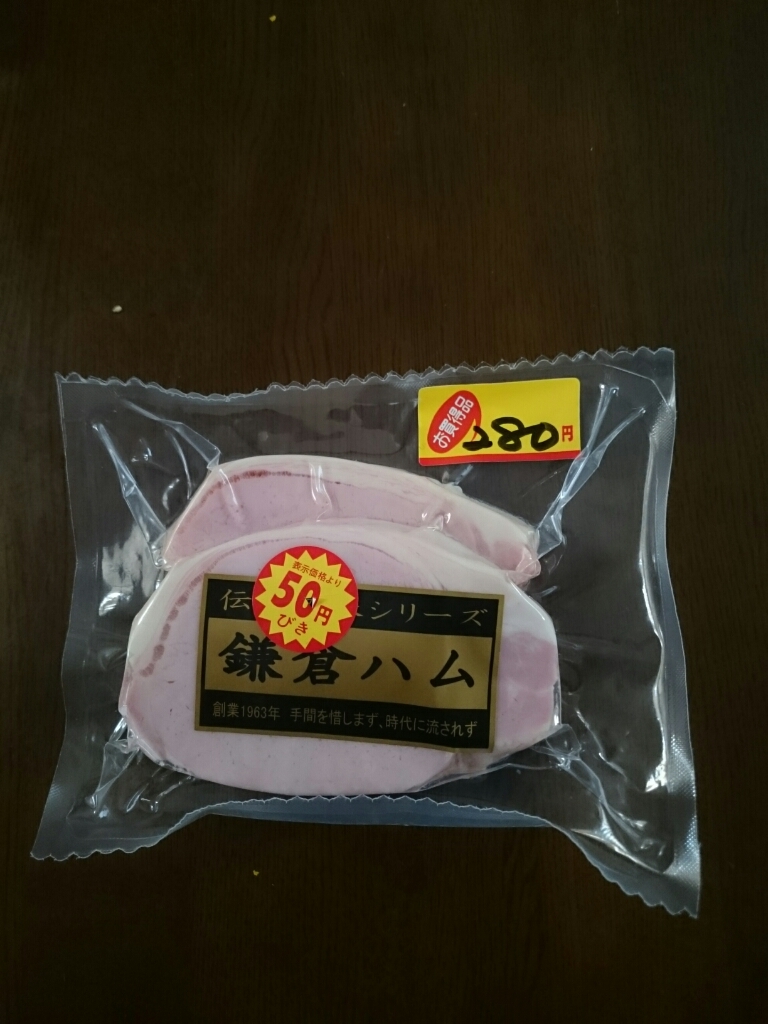 お買得品
280円
表示価格より
50円
びき
伝 シリーズ
鎌倉ハム
創業1963年 手間を惜しまず、時代に流されず